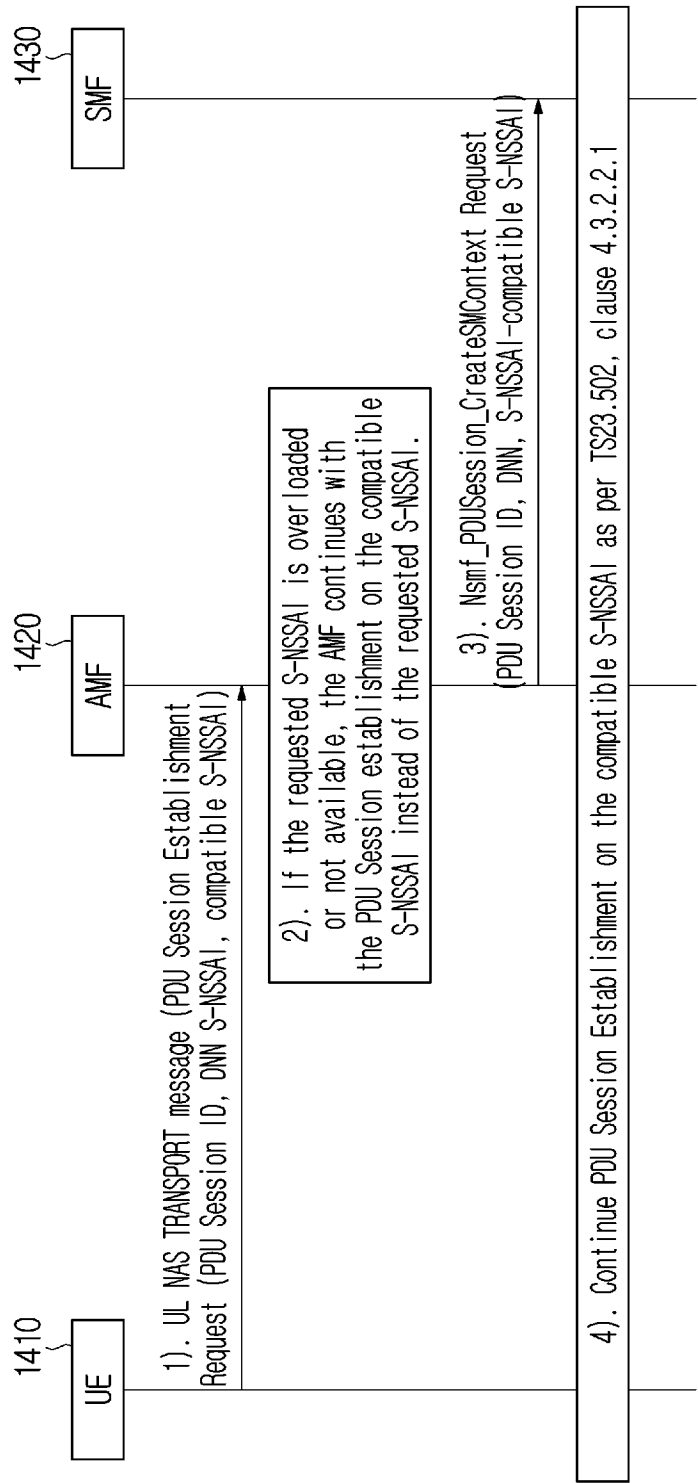 1410
1420
1430
UE
AMF
SMF
1). UL NAS TRANSPORT message (PDU Session Establishment
Request (PDU Session ID, DNN S-NSSAI, compatible S-NSSAI)
2). If the requested S-NSSAI is overloaded
or not available, the AMF continues with
the PDU Session establishment on the compatible
S-NSSAI instead of the requested S-NSSAI.
3). Nsmf_PDUSession_CreateSMContext Request
(PDU Session ID, DNN, S-NSSAI-compatible S-NSSAI)
4). Continue PDU Session Establishment on the compatible S-NSSAI as per TS23.502, clause 4.3.2.2.1